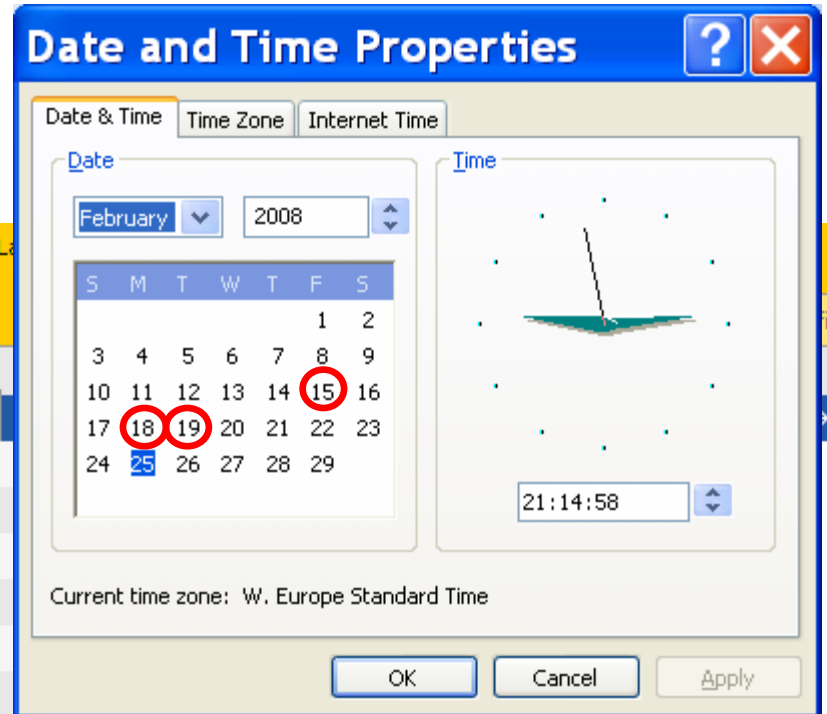 Date and Time Properties
Date & Time Time Zone Internet Time
Date
February 2008
S M T W T F S
1 2
3 4 5 6 7 8 9
10 11 12 13 14 15 16
17 18 19 20 21 22 23
24 25 26 27 28 29
Time
21:14:58
Current time zone: W. Europe Standard Time
OK Cancel Apply